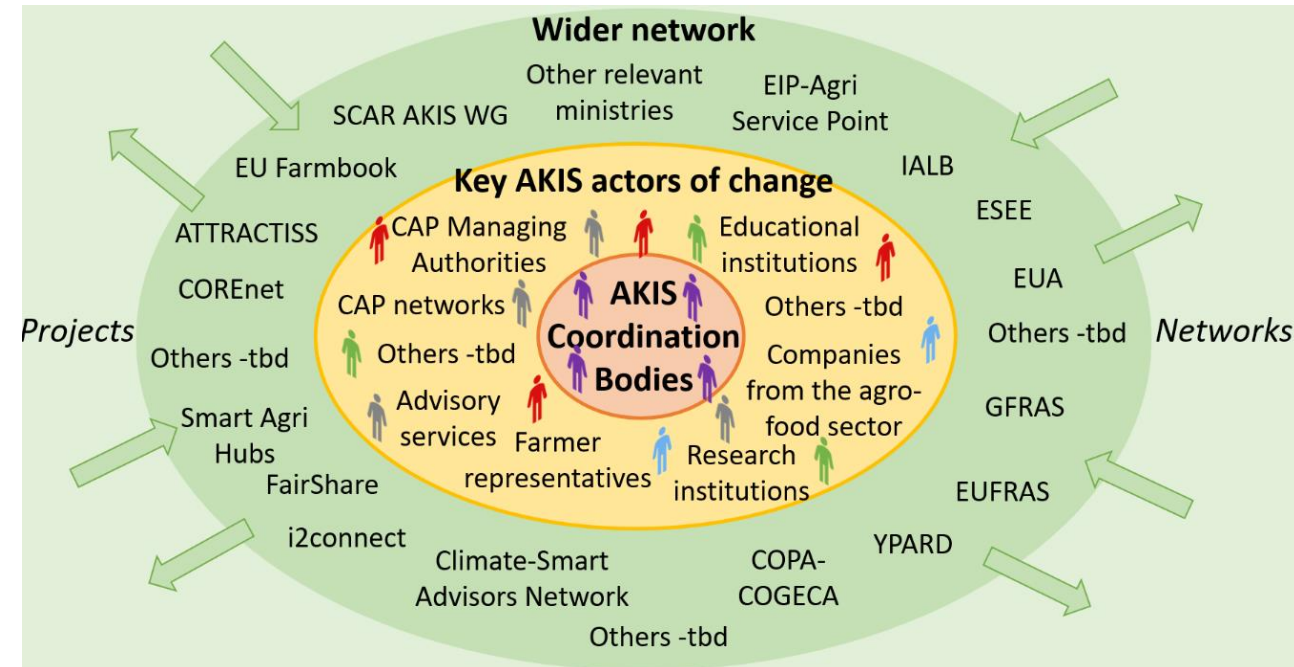 Wider network
Other relevant
ministries
EIP-Agri
Service Point
SCAR AKIS WG
EU Farmbook
IALB
ATTRACTISS
ESEE
COREnet
EUA
Projects
Others -tbd
Others -tbd
Networks
Smart Agri
Hubs
GFRAS
FairShare
EUFRAS
i2connect
YPARD
Climate-Smart
Advisors Network
COPA-
COGECA
Others -tbd
Key AKIS actors of change
CAP Managing
Authorities
Educational
institutions
CAP networks
Others -tbd
Others -tbd
Companies
from the agro-
food sector
Advisory
services
Farmer
representatives
Research
institutions
AKIS
Coordination
Bodies